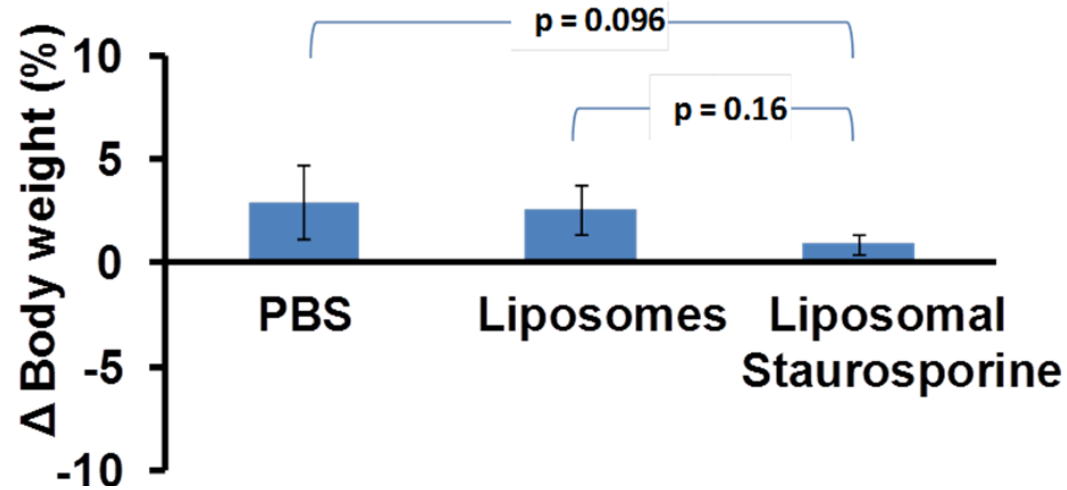 p = 0.096
p = 0.16
Δ Body weight (%)
10
5
0
-5
-10
PBS
Liposomes
Liposomal
Staurosporine